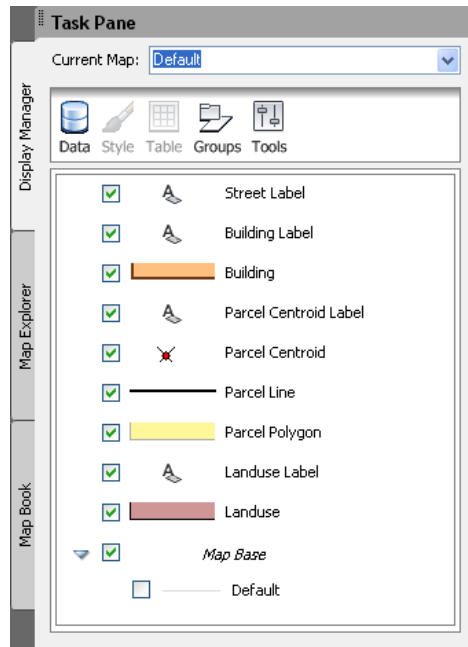 Task Pane
Current Map: Default
Display Manager
Map Explorer
Map Book
Data Style Table Groups Tools
Street Label
Building Label
Building
Parcel Centroid Label
Parcel Centroid
Parcel Line
Parcel Polygon
Landuse Label
Landuse
Map Base
Default